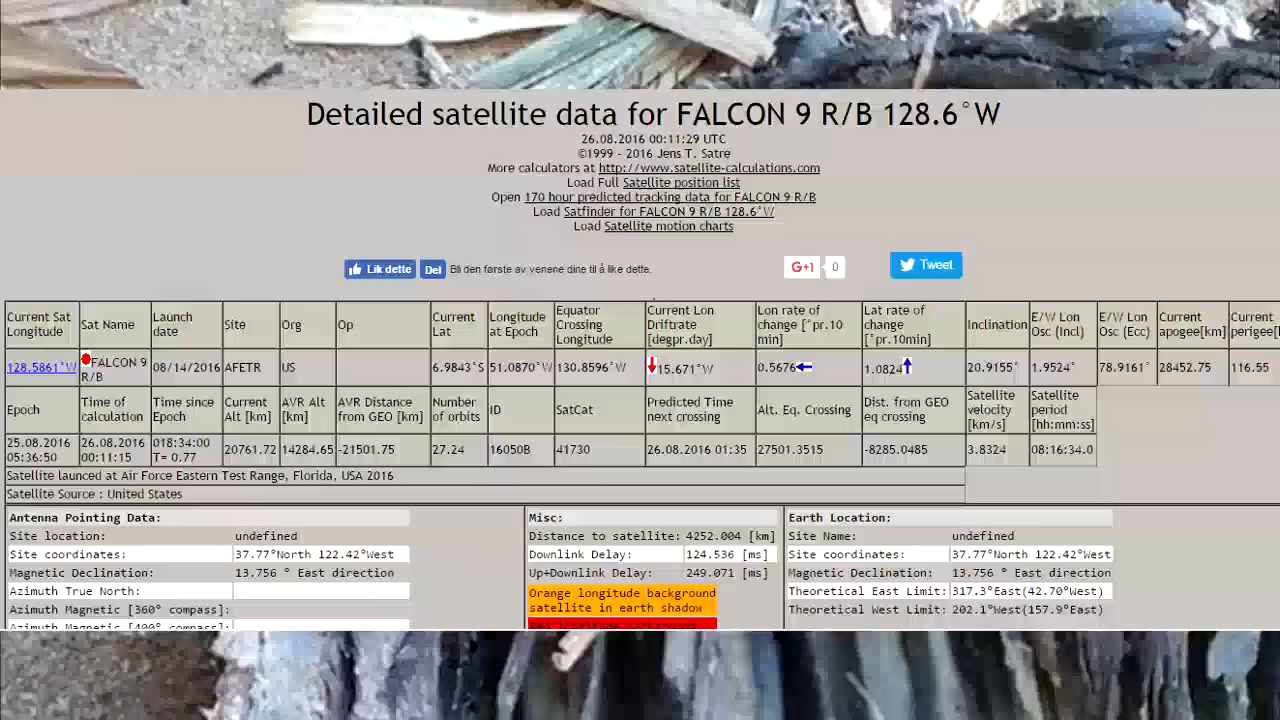 Detailed satellite data for FALCON 9 R/B 128.6°W
26.08.2016 00:11:29 UTC
©1999 - 2016 Jens T. Satre
More calculators at http://www.satellite-calculations.com
Load Full Satellite position list
Open 170 hour predicted tracking data for FALCON 9 R/B
Load Satfinder for FALCON 9 R/B 128.6°W
Load Satellite motion charts
Lik dette Del Bli den første av venene dine til å like dette. G+1 0 Tweet
Current Sat Longitude Sat Name Launch date Site Org Op Current Lat Longitude at Epoch Equator Crossing Longitude Current Lon Driftrate [degpr.day] Lon rate of change [°pr.10 min] Lat rate of change [°pr.10min] Inclination E/W Lon Osc (Incl) E/W Lon Osc (Ecc) Current apogee[km] Current perigee[
128.5861°W FALCON 9 R/B 08/14/2016 AFETR US 6.9843°S 51.0870°W 130.8596°W 15.671°W 0.5676 1.0824 20.9155° 1.9524° 78.9161° 28452.75 116.55
Epoch Time of calculation Time since Epoch Current Alt [km] AVR Alt [km] AVR Distance from GEO [km] Number of orbits ID SatCat Predicted Time next crossing Alt. Eq. Crossing Dist. from GEO eq crossing Satellite velocity [km/s] Satellite period [hh:mm:ss]
25.08.2016 05:36:50 26.08.2016 00:11:15 018:34:00 T= 0.77 20761.72 14284.65 -21501.75 27.24 16050B 41730 26.08.2016 01:35 27501.3515 -8285.0485 3.8324 08:16:34.0
Satellite launced at Air Force Eastern Test Range, Florida, USA 2016
Satellite Source : United States
Antenna Pointing Data:
Site location: undefined
Site coordinates: 37.77°North 122.42°West
Magnetic Declination: 13.756 ° East direction
Azimuth True North:
Azimuth Magnetic [360° compass]:
Azimuth Magnetic [400° compass]:
Misc:
Distance to satellite: 4252.004 [km]
Downlink Delay: 124.536 [ms]
Up+Downlink Delay: 249.071 [ms]
Orange longitude background
satellite in earth shadow
Red longitude background
Earth Location:
Site Name: undefined
Site coordinates: 37.77°North 122.42°West
Magnetic Declination: 13.756 ° East direction
Theoretical East Limit: 317.3°East(42.70°West)
Theoretical West Limit: 202.1°West(157.9°East)